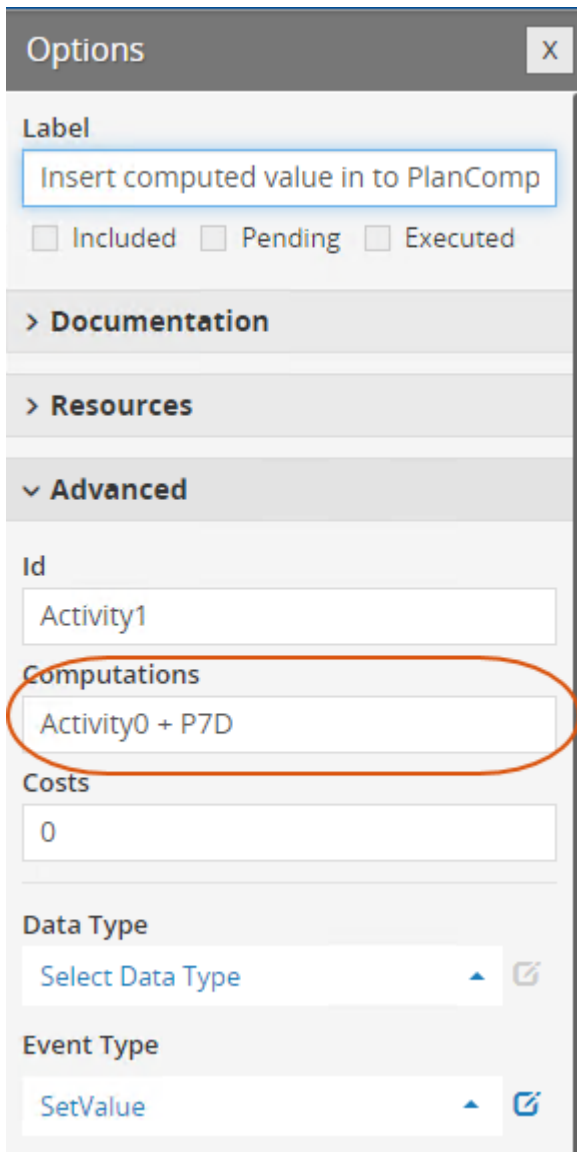 Options
X
Label
Insert computed value in to PlanComp
Included Pending Executed
Documentation
Resources
Advanced
Id
Activity1
Computations
Activity0 + P7D
Costs
0
Data Type
Select Data Type
Event Type
SetValue